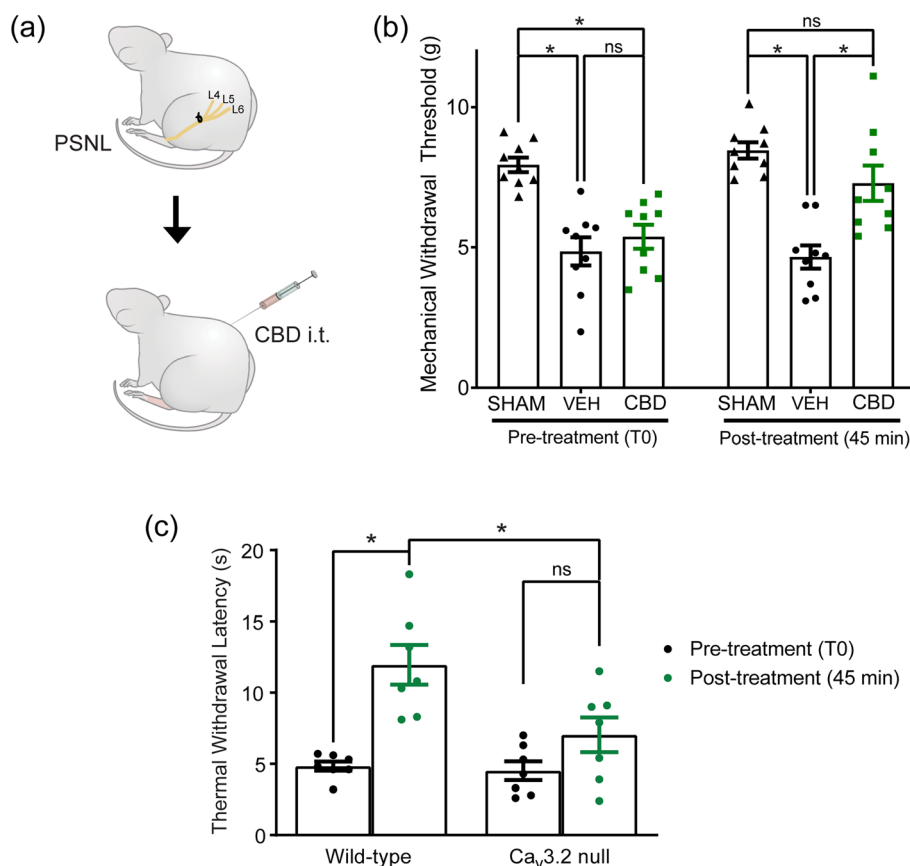 (a)
L4
L5
L6
PSNL
CBD i.t.
(b)
Mechanical Withdrawal Threshold (g)
10
5
0
*
*
ns
ns
*
*
SHAM VEH CBD SHAM VEH CBD
Pre-treatment (T0) Post-treatment (45 min)
(c)
Thermal Withdrawal Latency (s)
20
15
10
5
0
*
*
ns
Pre-treatment (T0)
Post-treatment (45 min)
Wild-type Cav3.2 null